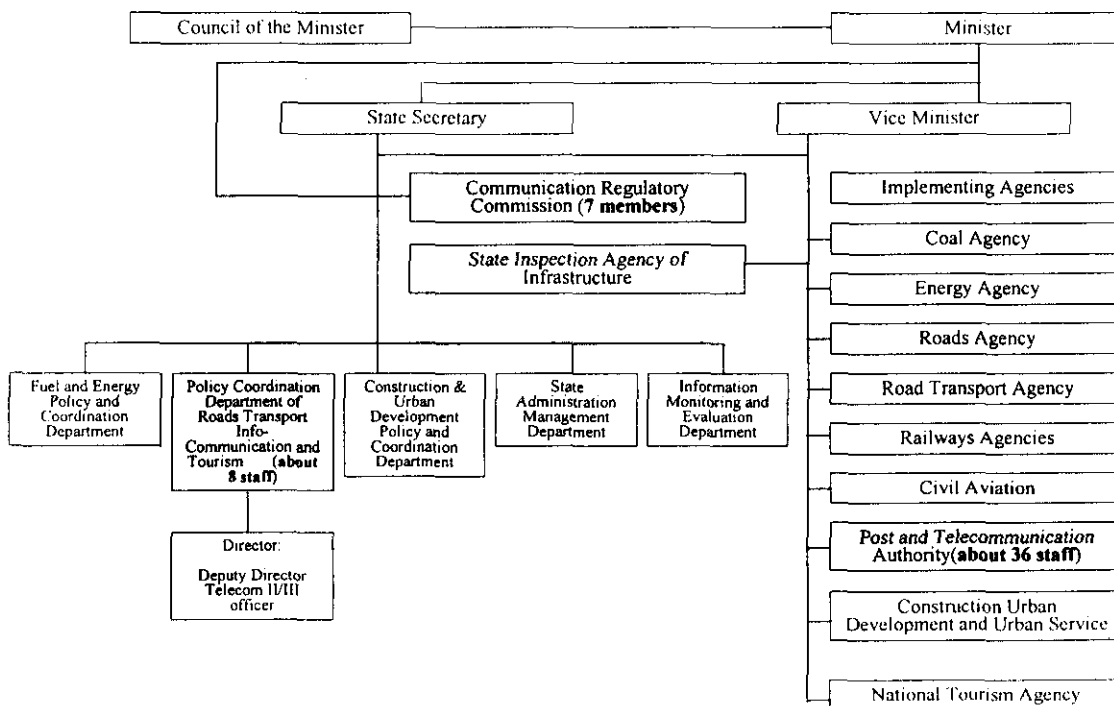 Council of the Minister
Minister
State Secretary
Vice Minister
Communication Regulatory
Commission (7 members)
State Inspection Agency of
Infrastructure
Implementing Agencies
Coal Agency
Energy Agency
Roads Agency
Road Transport Agency
Railways Agencies
Civil Aviation
Post and Telecommunication
Authority(about 36 staff)
Construction Urban
Development and Urban Service
National Tourism Agency
Fuel and Energy
Policy and
Coordination
Department
Policy Coordination
Department of
Roads Transport
Info-
Communication and
Tourism (about
8 staff)
Construction &
Urban
Development
Policy and
Coordination
Department
State
Administration
Management
Department
Information
Monitoring and
Evaluation
Department
Director:
Deputy Director
Telecom II/III
officer